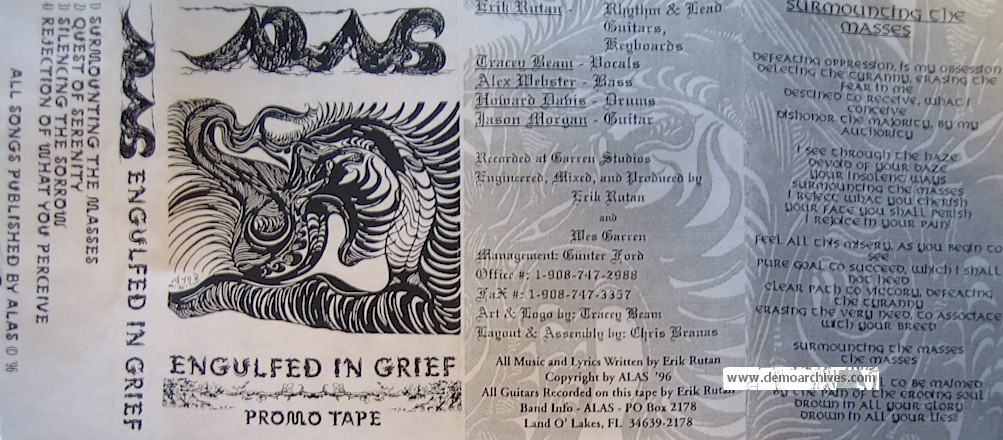 1) SURMOUNTING THE MASSES
2) QUEST OF SERENITY
3) SILENCING THE SORROW
4) REJECTION OF WHAT YOU PERCEIVE
ALL SONGS PUBLISHED BY ALAS © 96
ALAS ENGULFED IN GRIEF
ALAS
ENGULFED IN GRIEF
PROMO TAPE
Erik Rutan - Rhythm & Lead
Guitars,
Keyboards
Tracey Beam - Vocals
Alex Webster - Bass
Howard Davis - Drums
Jason Morgan - Guitar
Recorded at Garren Studios
Engineered, Mixed, and Produced by
Erik Rutan
and
Wes Garren
Management: Gunter Ford
Office #: 1-908-747-2988
FaX #: 1-908-747-3357
Art & Logo by: Tracey Beam
Layout & Assembly by: Chris Branas
All Music and Lyrics Written by Erik Rutan
Copyright by ALAS '96
All Guitars Recorded on this tape by Erik Rutan
Band Info - ALAS - PO Box 2178
Land O' Lakes, FL 34639-2178
SURMOUNTING THE
MASSES
DEFEATING OPPRESSION, IS MY OBSESSION
DELETING THE TYRANNY, ERASING THE
FEAR IN ME
DESTINED TO RECEIVE, WHAT I
CONCEIVE
DISHONOR THE MAJORITY, BY MY
AUTHORITY
I SEE THROUGH THE HAZE
DEVOID OF YOUR DAZE
YOUR INSOLENT WAYS
SURMOUNTING THE MASSES
I REJECT WHAT YOU CHERISH
YOUR FACE YOU SHALL PERISH
REJOICE IN YOUR PAIN!
FEEL ALL THIS MISERY, AS YOU BEGIN TO
SEE
PURE GOAL TO SUCCEED, WHICH I SHALL
NOT HEED
CLEAR PATH TO VICTORY, DEFEATING
THE TYRANNY
ERASING THE VERY NEED, TO ASSOCIATE
WITH YOUR BREED
SURMOUNTING THE MASSES
THE MASSES
www.demoarchives.com
TO BE MAIMED
BY THE PAIN OF THE ERODING SOUL
DROWN IN ALL YOUR GLORY
DROWN IN ALL YOUR LIES!!